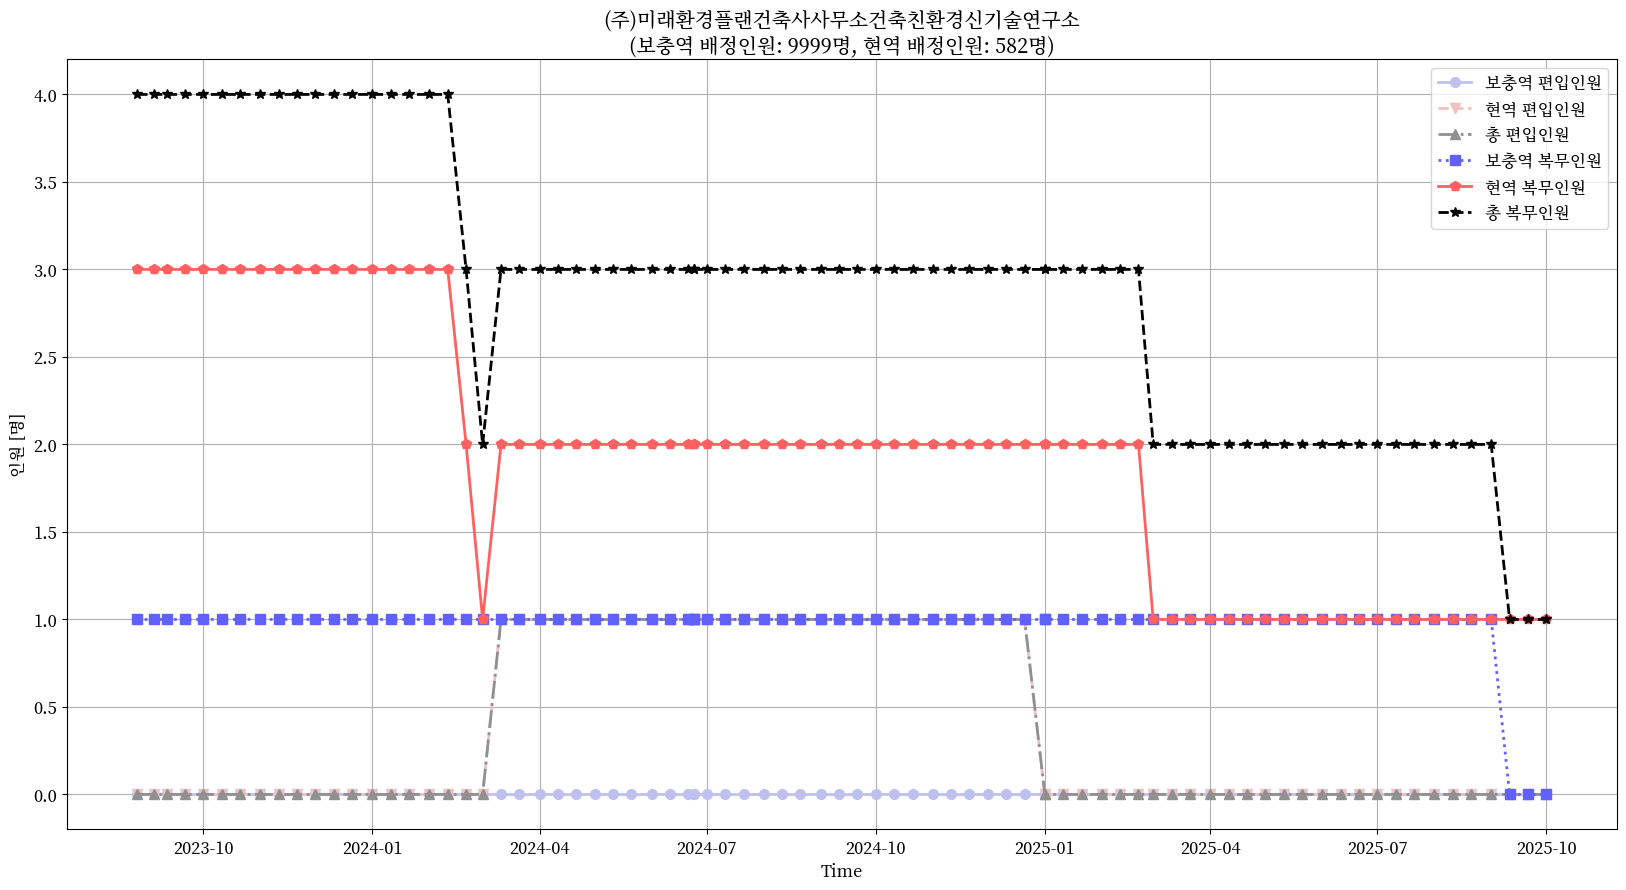 (주)미래환경플랜건축사사무소건축친환경신기술연구소
(보충역 배정인원: 9999명, 현역 배정인원: 582명)
보충역 편입인원
현역 편입인원
총 편입인원
보충역 복무인원
현역 복무인원
총 복무인원
4.0
3.5
3.0
2.5
2.0
1.5
1.0
0.5
0.0
인원 [명]
2023-10
2024-01
2024-04
2024-07
2024-10
2025-01
2025-04
2025-07
2025-10
Time